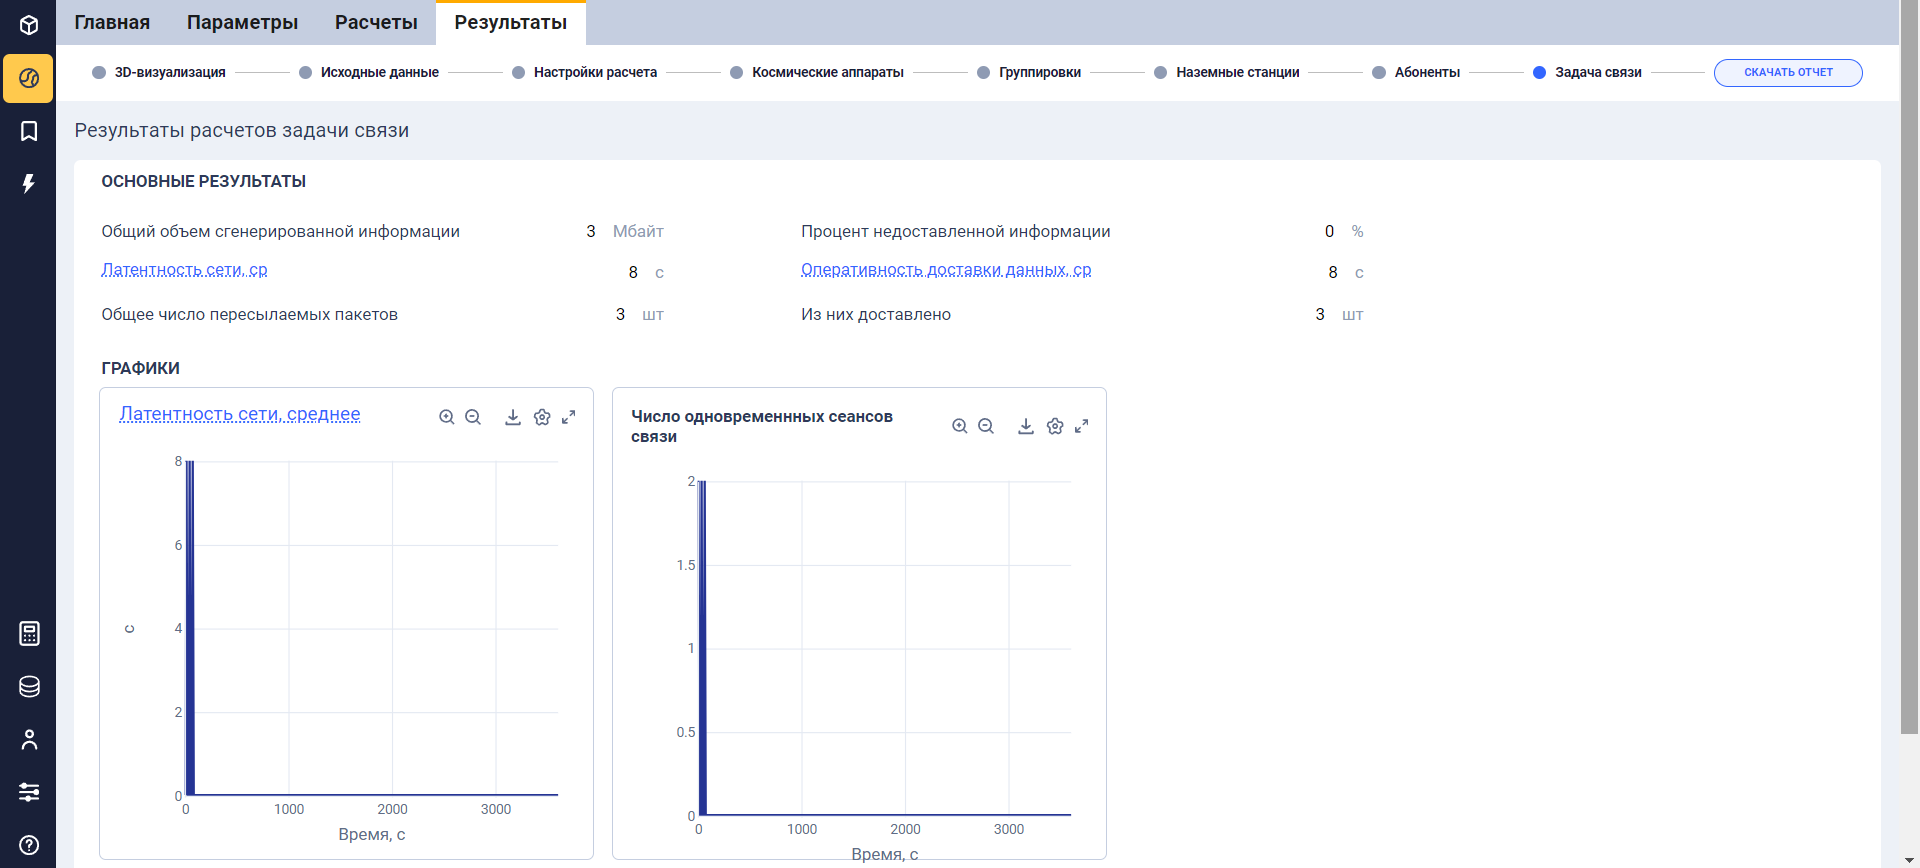 Главная Параметры Расчеты Результаты
3D-визуализация Исходные данные Настройки расчета Космические аппараты Группировки Наземные станции Абоненты Задача связи СКАЧАТЬ ОТЧЕТ
Результаты расчетов задачи связи
ОСНОВНЫЕ РЕЗУЛЬТАТЫ
Общий объем сгенерированной информации 3 Мбайт Процент недоставленной информации 0 %
Латентность сети, ср 8 с Оперативность доставки данных, ср 8 с
Общее число пересылаемых пакетов 3 шт Из них доставлено 3 шт
ГРАФИКИ
Латентность сети, среднее
8
6
4
2
0
с
0 1000 2000 3000
Время, с
Число одновременнных сеансов
связи
2
1.5
1
0.5
0
0 1000 2000 3000
Время, с